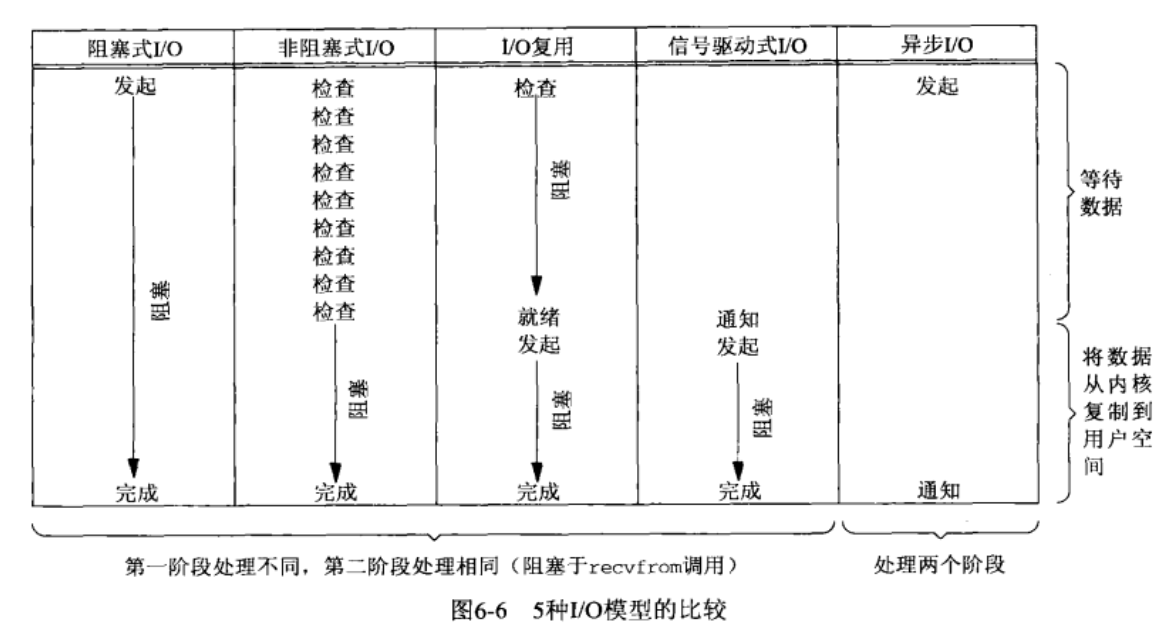 阻塞式I/O 非阻塞式I/O I/O复用 信号驱动式I/O 异步I/O
发起 检查 检查 发起
检查
检查
检查
检查
检查
检查
检查
检查 就绪 通知
发起 发起
阻塞
阻塞
阻塞
阻塞
阻塞
完成 完成 完成 完成 通知
等待
数据
将数据
从内核
复制到
用户空
间
第一阶段处理不同，第二阶段处理相同（阻塞于recvfrom调用）
处理两个阶段
图6-6 5种I/O模型的比较